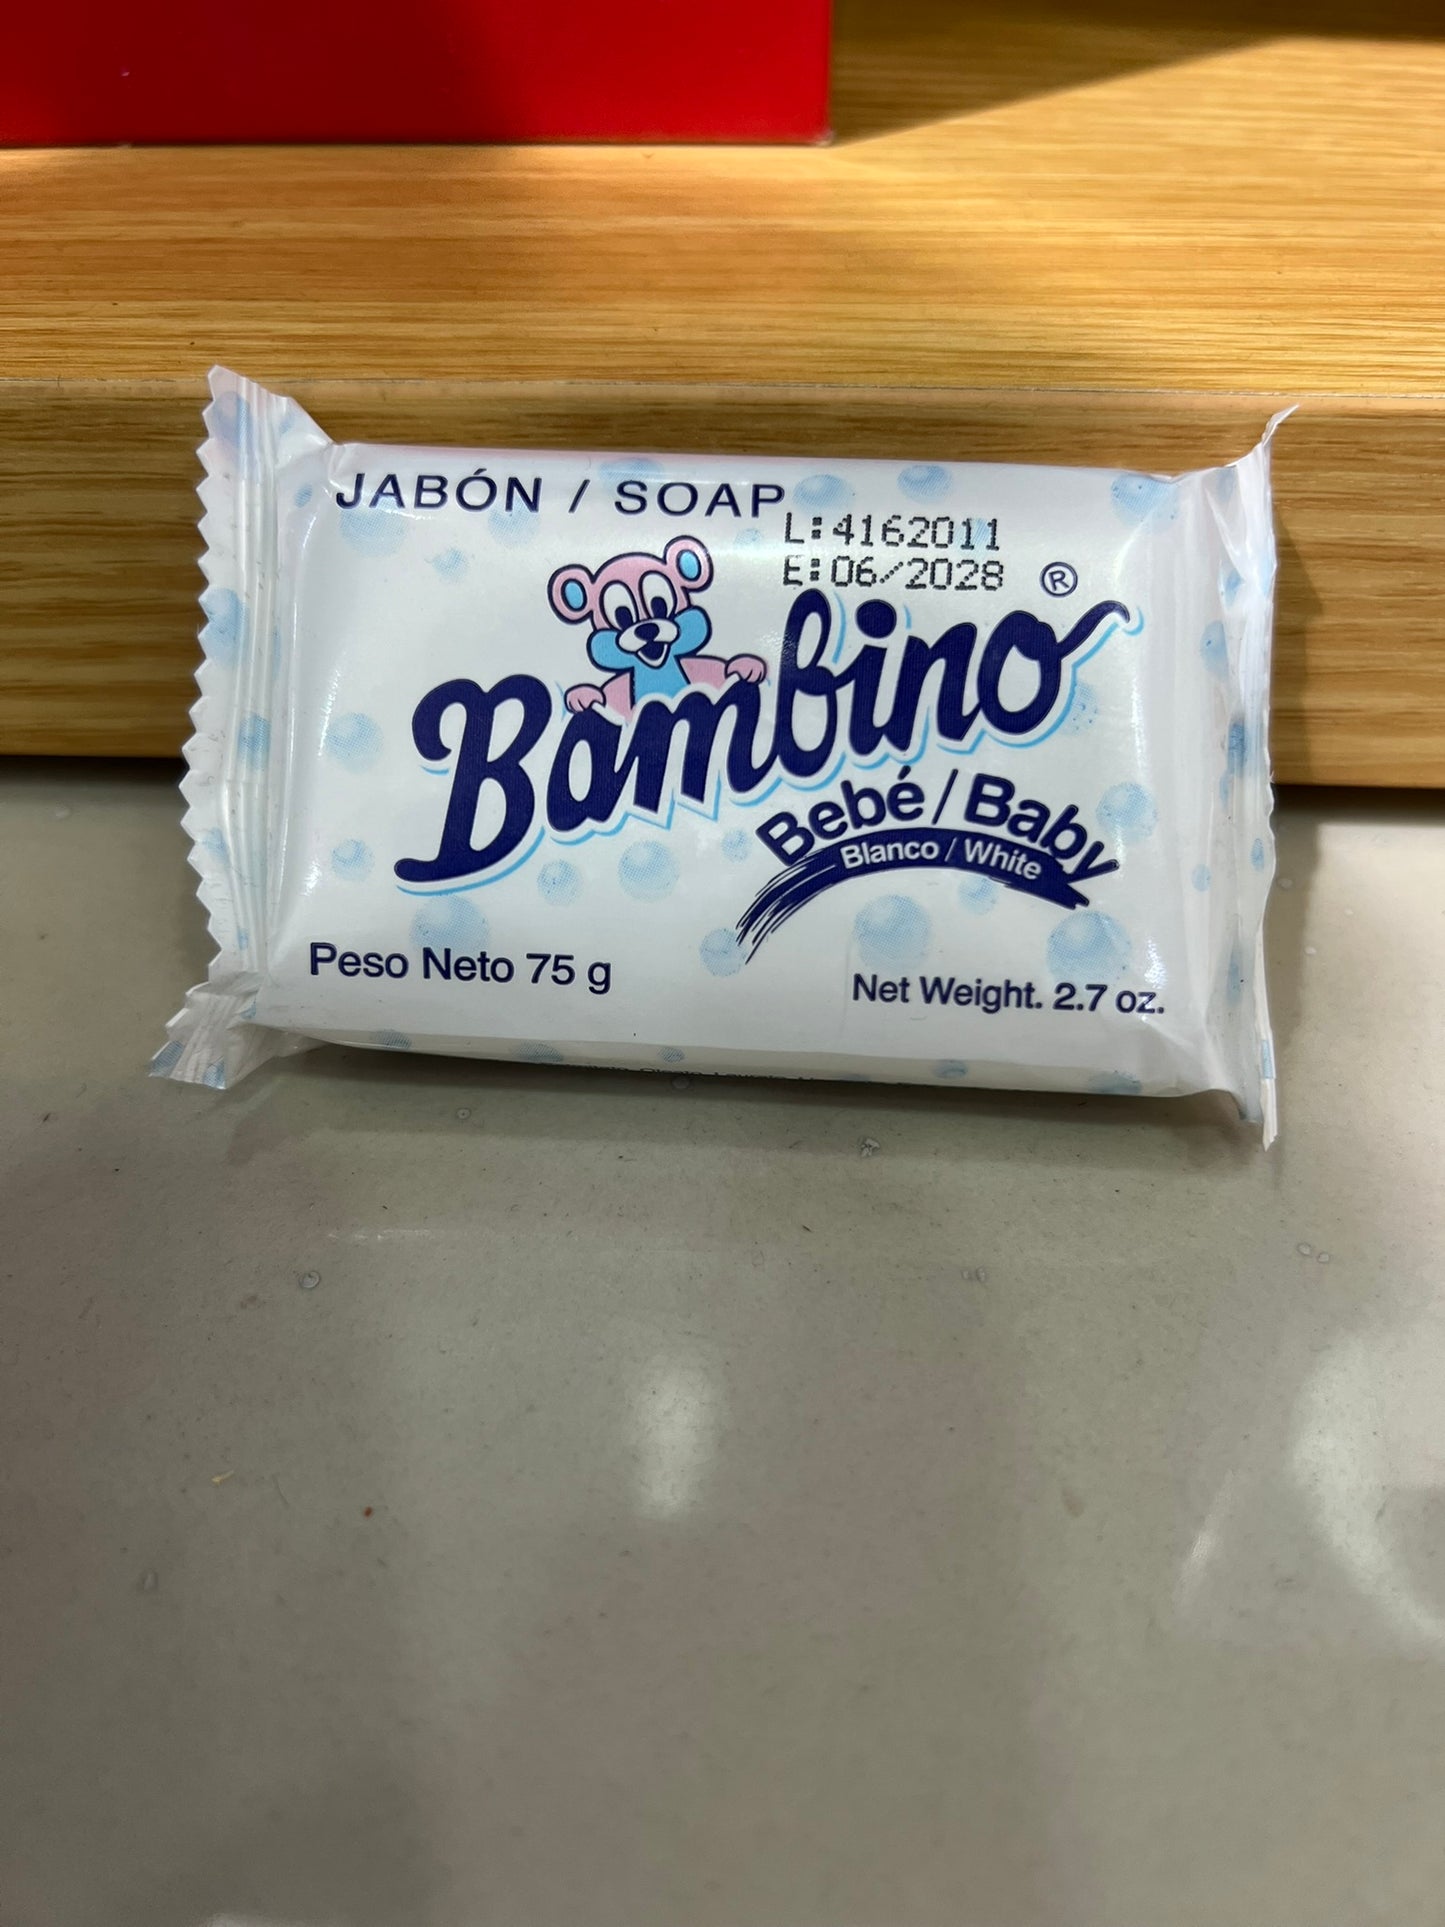 JABÓN / SOAP
L:4162011
E:06/2028
®
Bambino
Bebé / Baby
Blanco / White
Peso Neto 75 g
Net Weight. 2.7 oz.